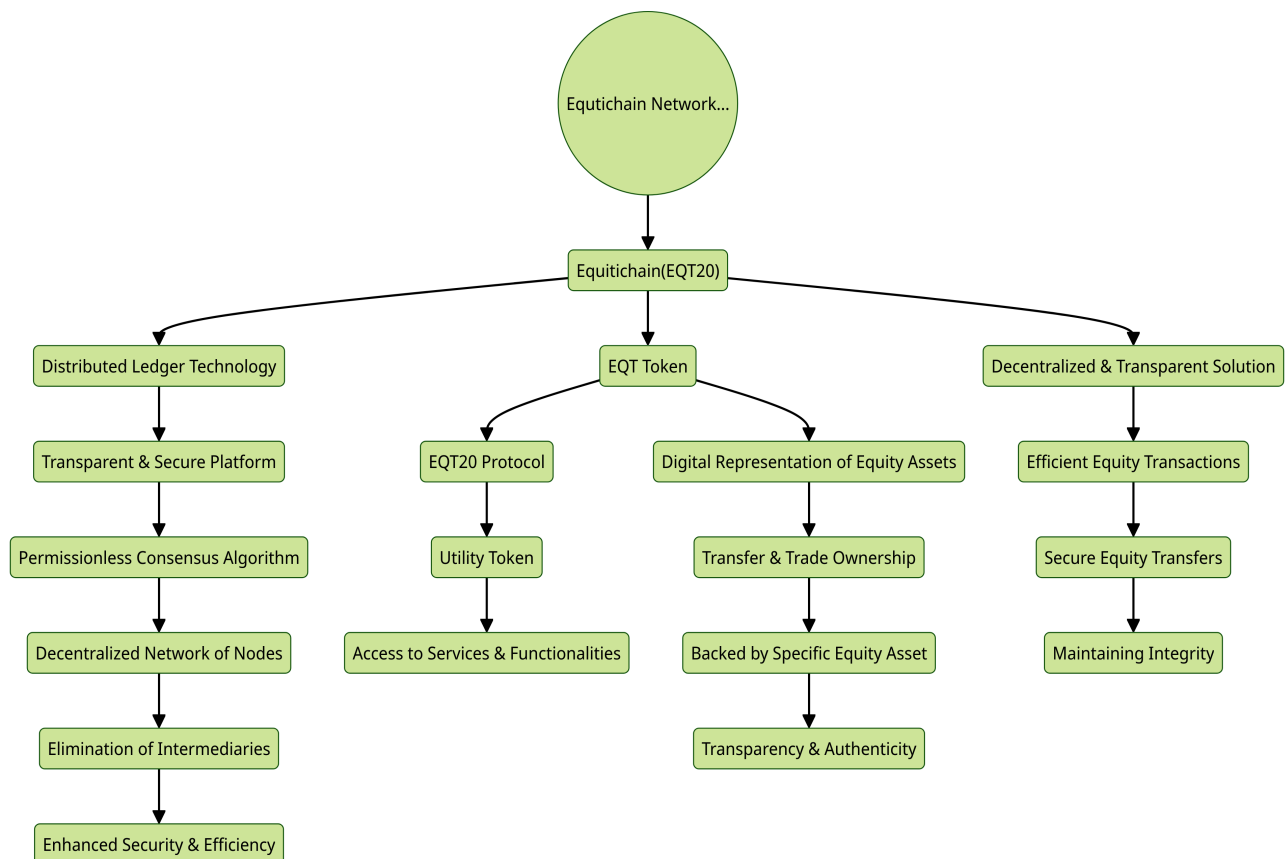 Equtichain Network...
Equitichain(EQT20)
Distributed Ledger Technology
EQT Token
Decentralized & Transparent Solution
Transparent & Secure Platform
EQT20 Protocol
Digital Representation of Equity Assets
Efficient Equity Transactions
Permissionless Consensus Algorithm
Utility Token
Transfer & Trade Ownership
Secure Equity Transfers
Decentralized Network of Nodes
Access to Services & Functionalities
Backed by Specific Equity Asset
Maintaining Integrity
Elimination of Intermediaries
Transparency & Authenticity
Enhanced Security & Efficiency